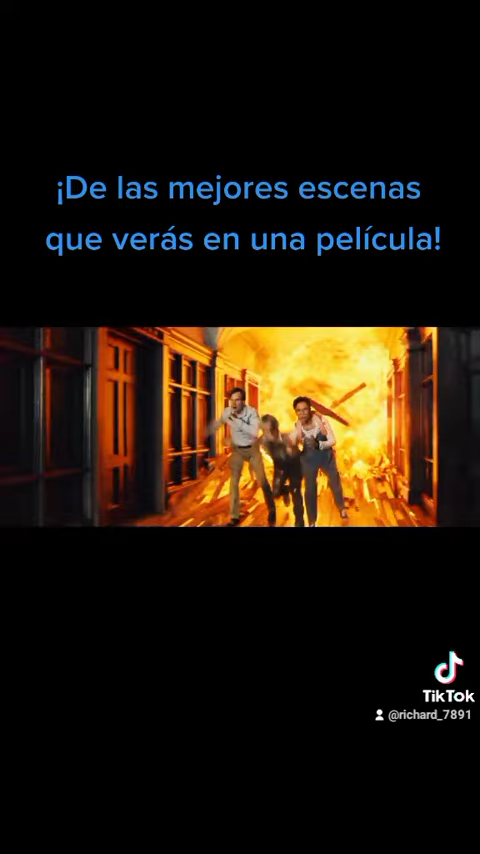 ¡De las mejores escenas
que verás en una película!
TikTok
@richard_7891